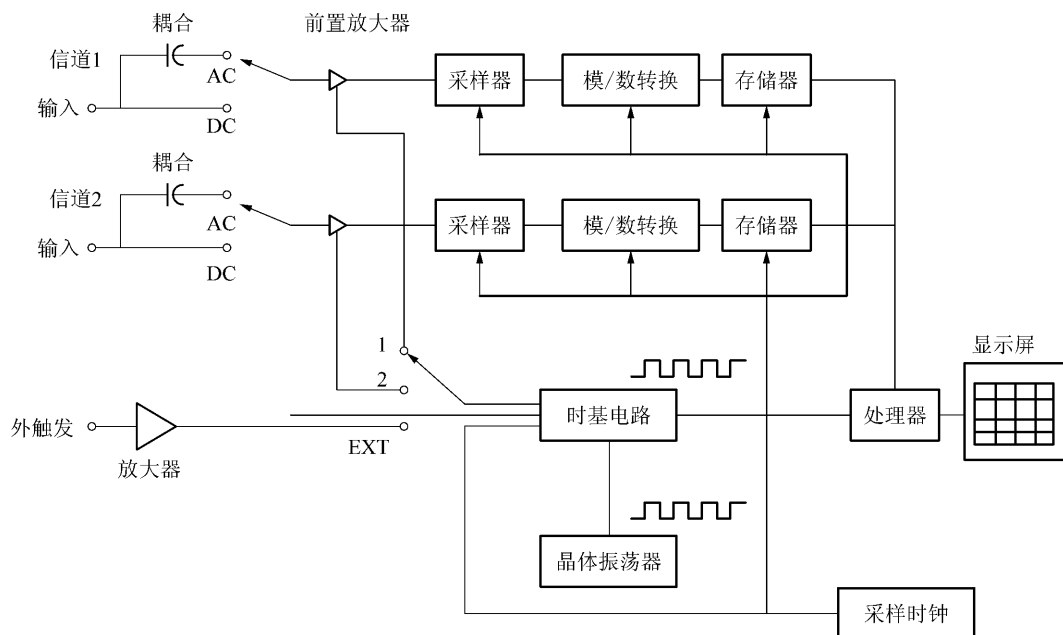 耦合
前置放大器
信道1
AC
采样器
模/数转换
存储器
输入
DC
耦合
信道2
AC
采样器
模/数转换
存储器
输入
DC
1
显示屏
2
时基电路
处理器
外触发
EXT
放大器
晶体振荡器
采样时钟